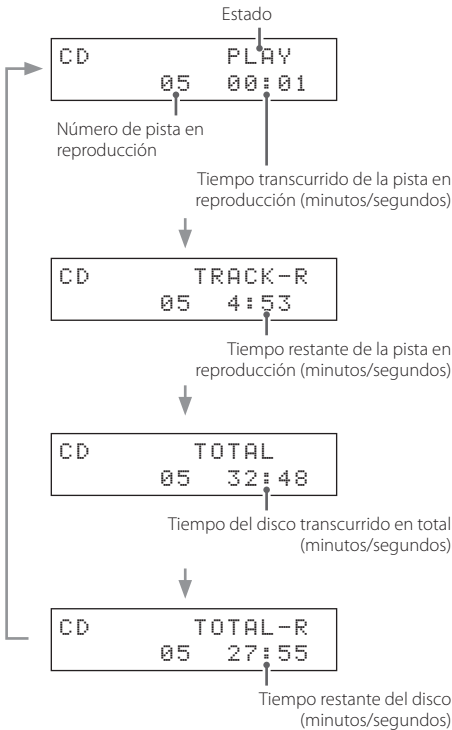 Estado
CD PLAY
05 00:01
Número de pista en
reproducción
Tiempo transcurrido de la pista en
reproducción (minutos/segundos)
CD TRACK-R
05 4:53
Tiempo restante de la pista en
reproducción (minutos/segundos)
CD TOTAL
05 32:48
Tiempo del disco transcurrido en total
(minutos/segundos)
CD TOTAL-R
05 27:55
Tiempo restante del disco
(minutos/segundos)